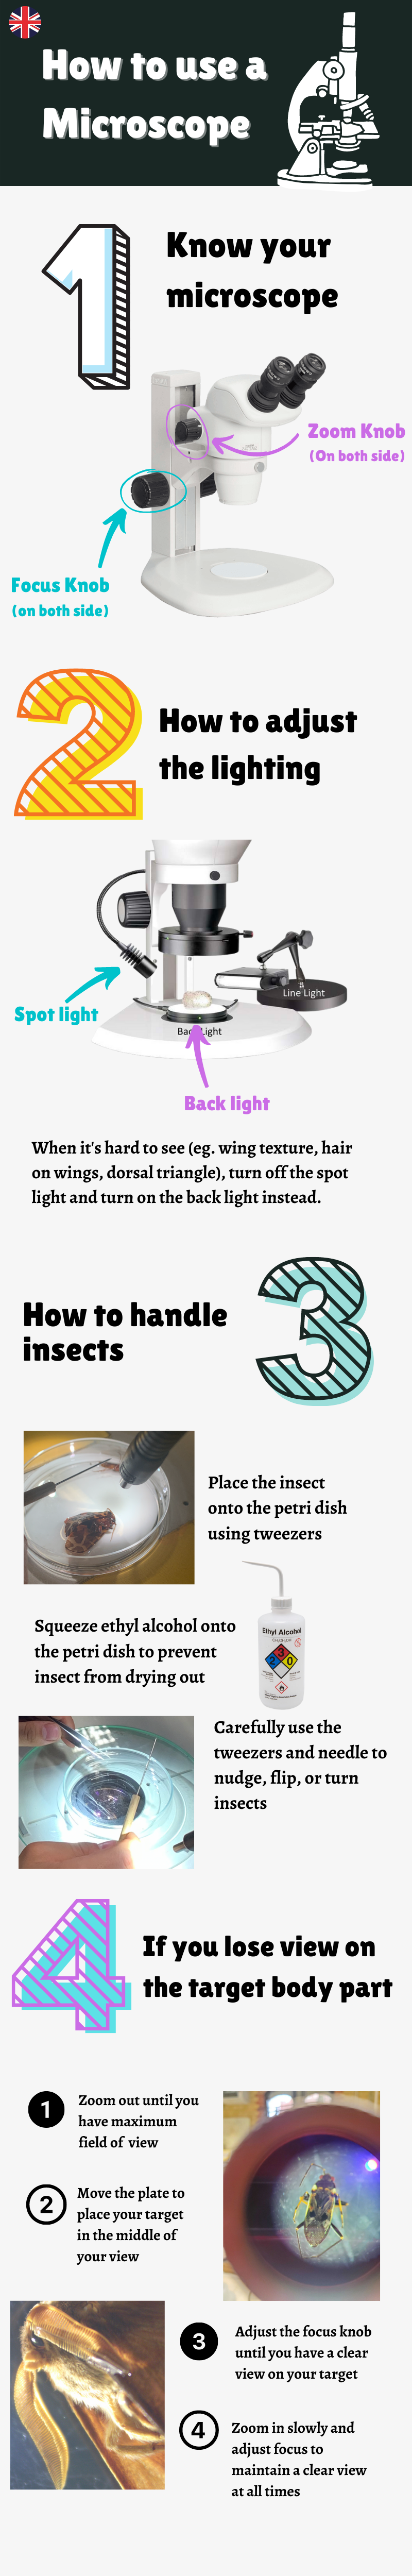 How to use a
Microscope
Know your
microscope
Zoom Knob
(On both side)
Focus Knob
(on both side)
How to adjust
the lighting
Spot light
Line Light
Back Light
Back light
When it's hard to see (eg. wing texture, hair
on wings, dorsal triangle), turn off the spot
light and turn on the back light instead.
How to handle
insects
3
Place the insect
onto the petri dish
using tweezers
Squeeze ethyl alcohol onto
the petri dish to prevent
insect from drying out
Ethyl Alcohol
3
2 0
Carefully use the
tweezers and needle to
nudge, flip, or turn
insects
4
If you lose view on
the target body part
1
Zoom out until you
have maximum
field of view
2
Move the plate to
place your target
in the middle of
your view
3
Adjust the focus knob
until you have a clear
view on your target
4
Zoom in slowly and
adjust focus to
maintain a clear view
at all times